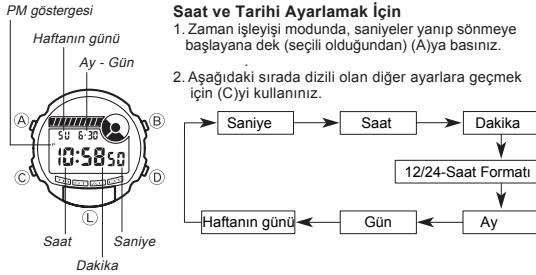 PM göstergesi
Haftanın günü
Ay - Gün
A
B
SU 6-30
P
10:58 50
C
D
L
Saat
Saniye
Dakika
Saat ve Tarihi Ayarlamak İçin
1. Zaman işleyişi modunda, saniyeler yanıp sönmeye
başlayana dek (seçili olduğundan) (A)ya basınız.
.
2. Aşağıdaki sırada dizili olan diğer ayarlara geçmek
için (C)yi kullanınız.
Saniye
Saat
Dakika
12/24-Saat Formatı
Ay
Gün
Haftanın günü